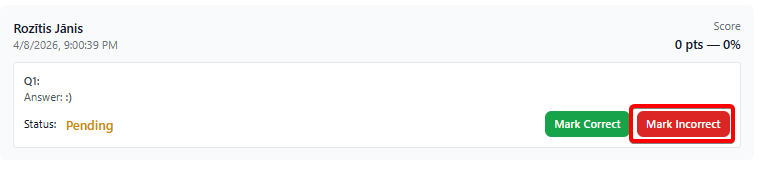 Rozītis Jānis
4/8/2026, 9:00:39 PM
Score
0 pts — 0%
Q1:
Answer: :)
Status: Pending
Mark Correct
Mark Incorrect